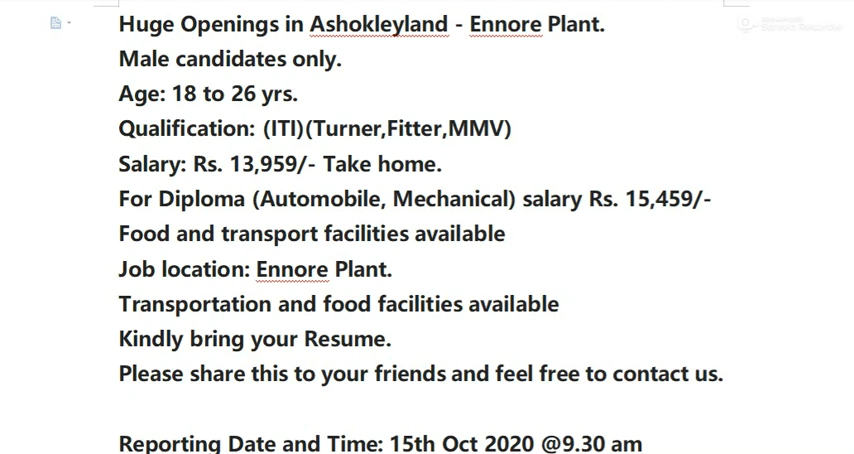 Huge Openings in Ashokleyland - Ennore Plant.
Male candidates only.
Age: 18 to 26 yrs.
Qualification: (ITI)(Turner,Fitter,MMV)
Salary: Rs. 13,959/- Take home.
For Diploma (Automobile, Mechanical) salary Rs. 15,459/-
Food and transport facilities available
Job location: Ennore Plant.
Transportation and food facilities available
Kindly bring your Resume.
Please share this to your friends and feel free to contact us.
Reporting Date and Time: 15th Oct 2020 @9.30 am